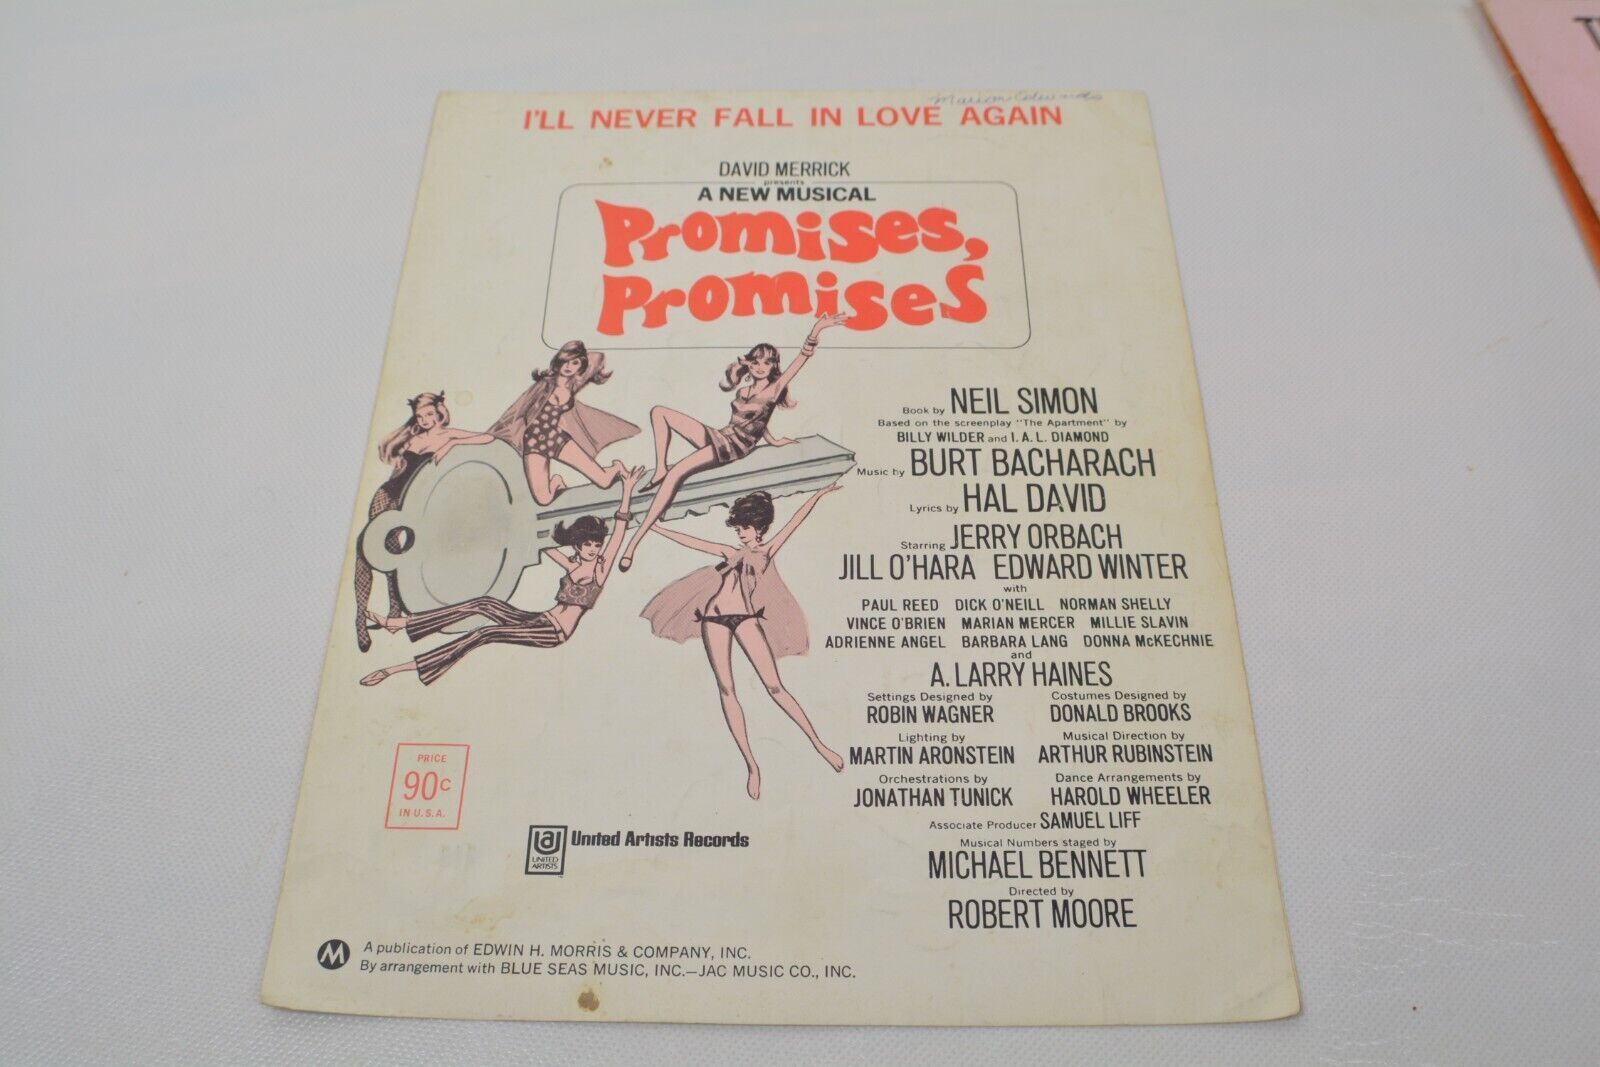 Marion Edwards
I'LL NEVER FALL IN LOVE AGAIN
DAVID MERRICK
presents
A NEW MUSICAL
Promises,
Promises
Book by NEIL SIMON
Based on the screenplay "The Apartment" by
BILLY WILDER and I. A. L. DIAMOND
Music by BURT BACHARACH
Lyrics by HAL DAVID
Starring JERRY ORBACH
JILL O'HARA EDWARD WINTER
with
PAUL REED DICK O'NEILL NORMAN SHELLY
VINCE O'BRIEN MARIAN MERCER MILLIE SLAVIN
ADRIENNE ANGEL BARBARA LANG DONNA McKECHNIE
and
A. LARRY HAINES
Settings Designed by
ROBIN WAGNER
Costumes Designed by
DONALD BROOKS
Lighting by
MARTIN ARONSTEIN
Musical Direction by
ARTHUR RUBINSTEIN
Orchestrations by
JONATHAN TUNICK
Dance Arrangements by
HAROLD WHEELER
Associate Producer SAMUEL LIFF
Musical Numbers staged by
MICHAEL BENNETT
Directed by
ROBERT MOORE
PRICE
90c
IN U.S.A.
UA
UNITED
ARTISTS
United Artists Records
M
A publication of EDWIN H. MORRIS & COMPANY, INC.
By arrangement with BLUE SEAS MUSIC, INC.—JAC MUSIC CO., INC.